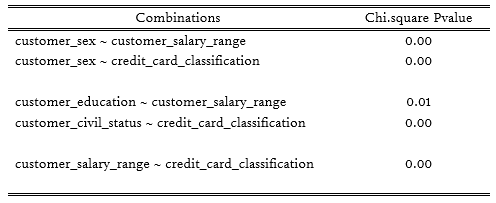 Combinations Chi.square Pvalue
customer_sex ~ customer_salary_range 0.00
customer_sex ~ credit_card_classification 0.00
customer_education ~ customer_salary_range 0.01
customer_civil_status ~ credit_card_classification 0.00
customer_salary_range ~ credit_card_classification 0.00